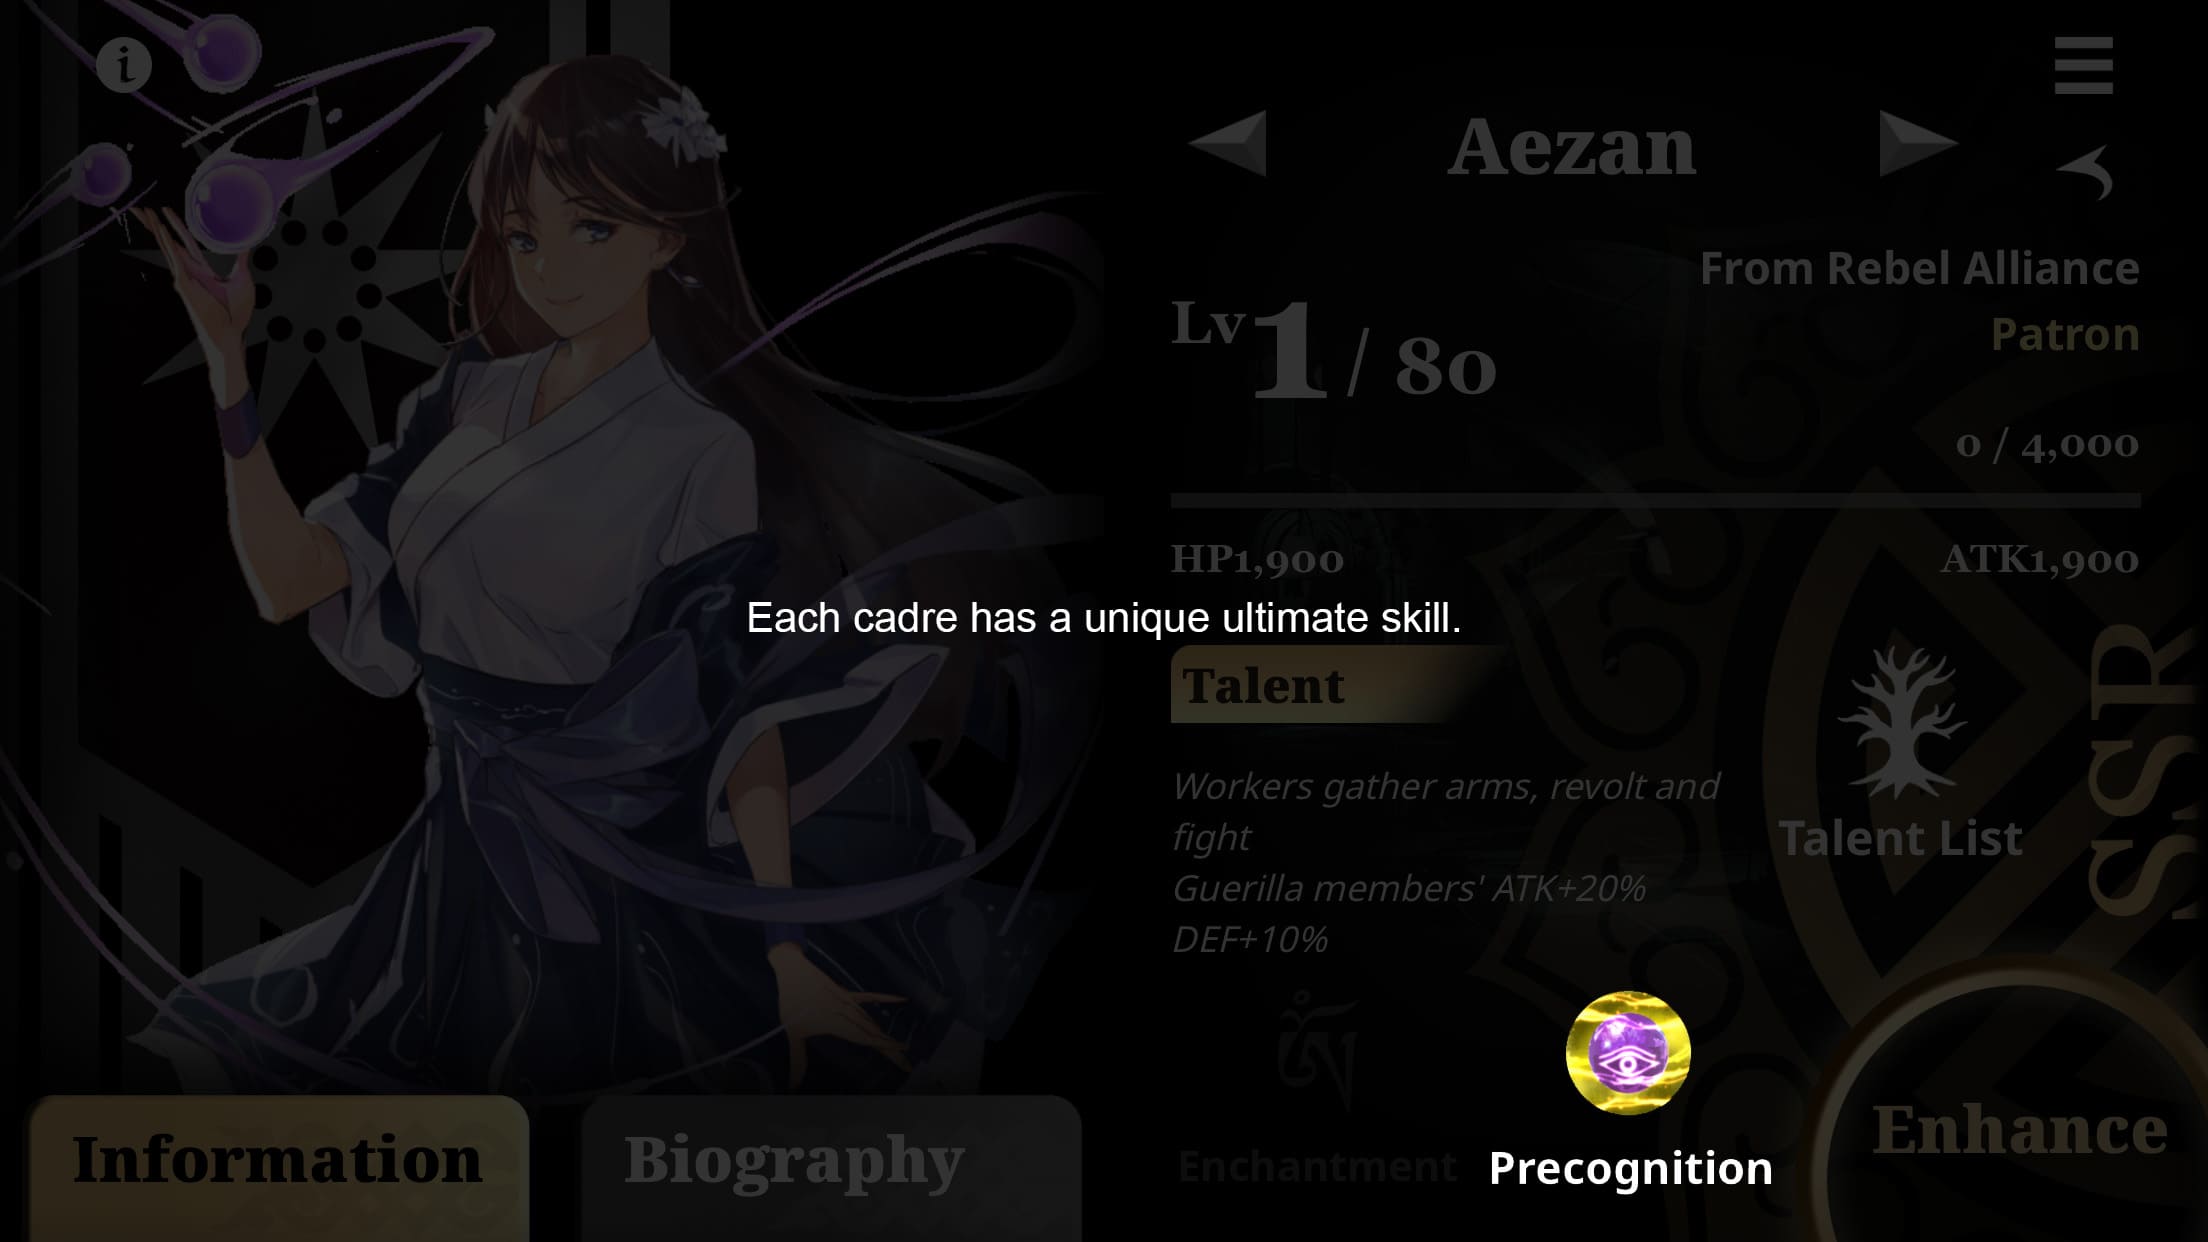 Aezan
From Rebel Alliance
Patron
Lv 1 / 80
0 / 4,000
HP1,900
ATK1,900
Each cadre has a unique ultimate skill.
Talent
Workers gather arms, revolt and
fight
Guerilla members' ATK+20%
DEF+10%
Talent List
SSR
Enchantment
Precognition
Enhance
Information
Biography